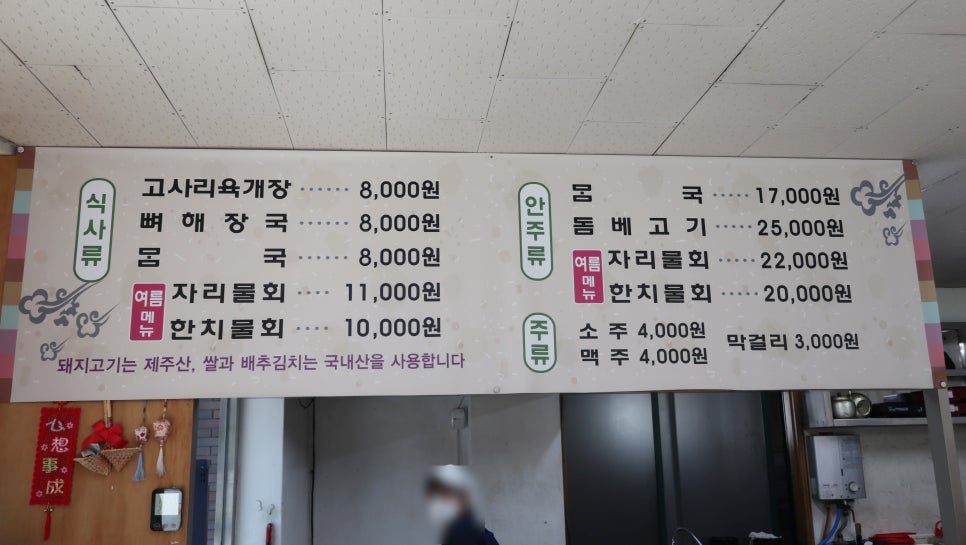 식사류
고사리육개장 ······ 8,000원
뼈해장국 ····· 8,000원
몸국 ····· 8,000원
여름메뉴
자리물회 ···· 11,000원
한치물회 ···· 10,000원
돼지고기는 제주산, 쌀과 배추김치는 국내산을 사용합니다
안주류
몸국 ····· 17,000원
돔베고기 ····· 25,000원
여름메뉴
자리물회 ····· 22,000원
한치물회 ····· 20,000원
주류
소주 4,000원
맥주 4,000원
막걸리 3,000원
心想事成